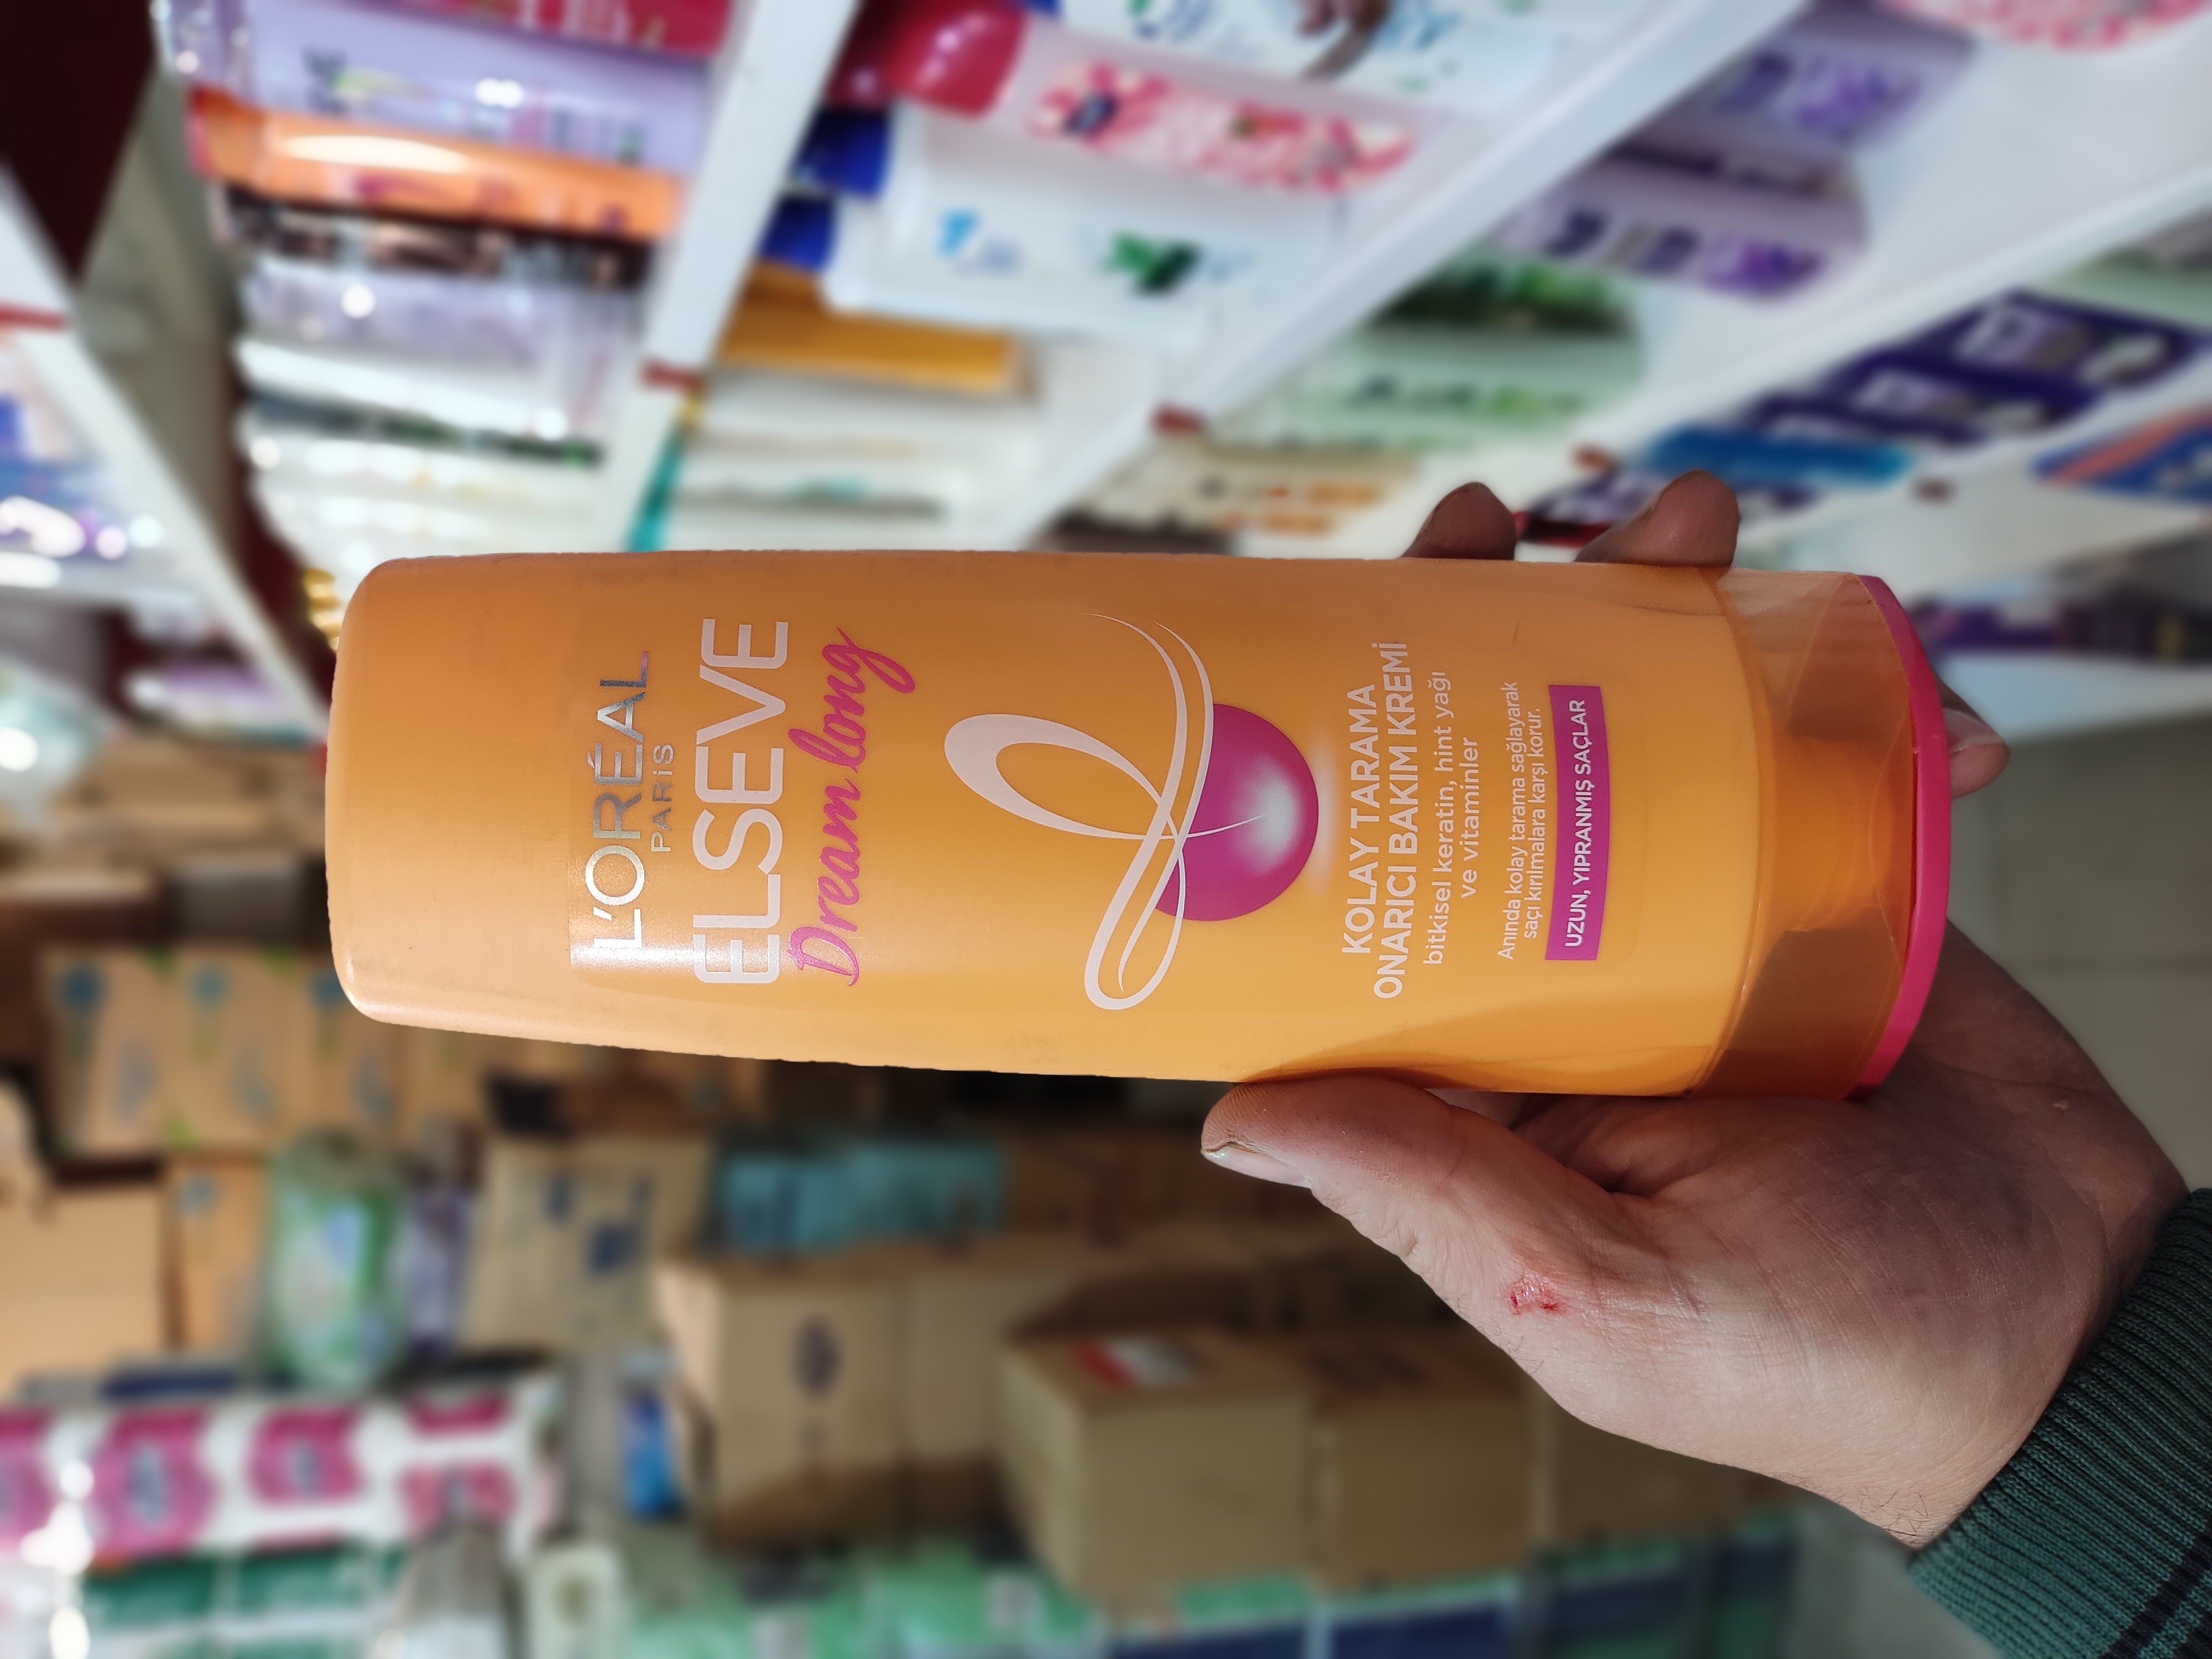 L'ORÉAL
PARiS
ELSEVE
Dream long
KOLAY TARAMA
ONARICI BAKIM KREMİ
bitkisel keratin, hint yağı
ve vitaminler
Anında kolay tarama sağlayarak
saçı kırılmalara karşı korur.
UZUN, YIPRANMIŞ SAÇLAR